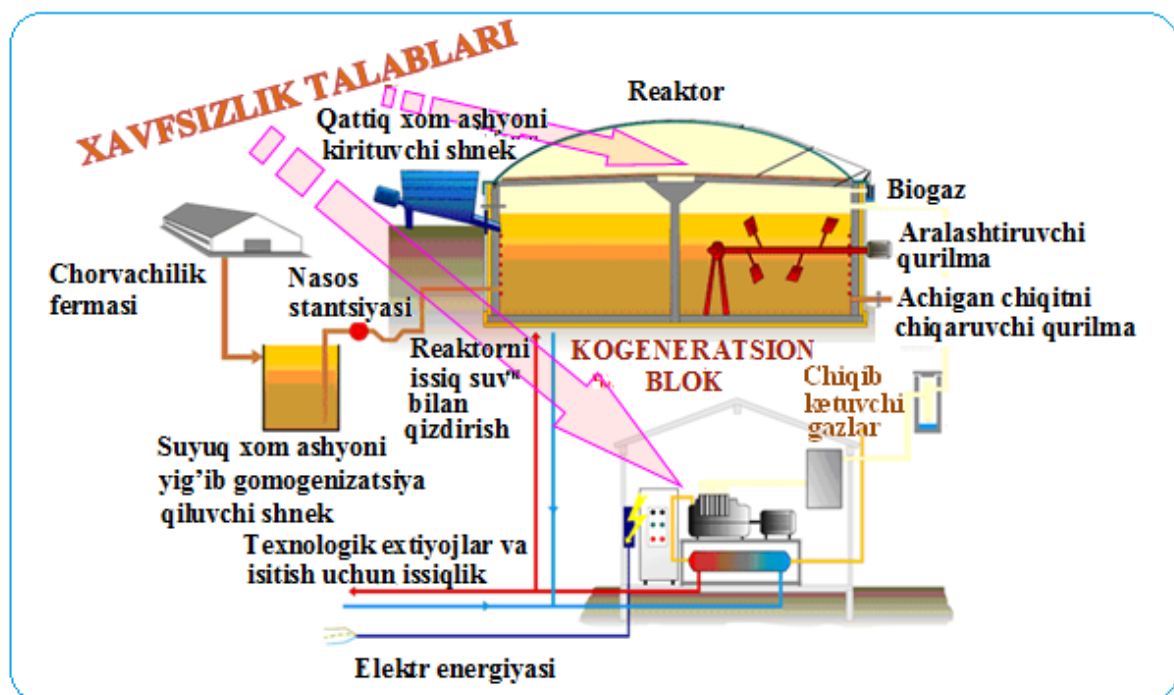 XAVFSIZLIK TALABLARI
Reaktor
Qattiq xom ashyoni
kirituvchi shnek
Biogaz
Aralashtiruvchi
qurilma
Chorvachilik
fermasi
Nasos
stantsiyasi
Achigan chiqitni
chiqaruvchi qurilma
Reaktorni
issiq suv
bilan
qizdirish
KOGENERATSION
BLOK
Chiqib
ketuvchi
gazlar
Suyuq xom ashyoni
yig’ib gomogenizatsiya
qiluvchi shnek
Texnologik extiyojlar va
isitish uchun issiqlik
Elektr energiyasi